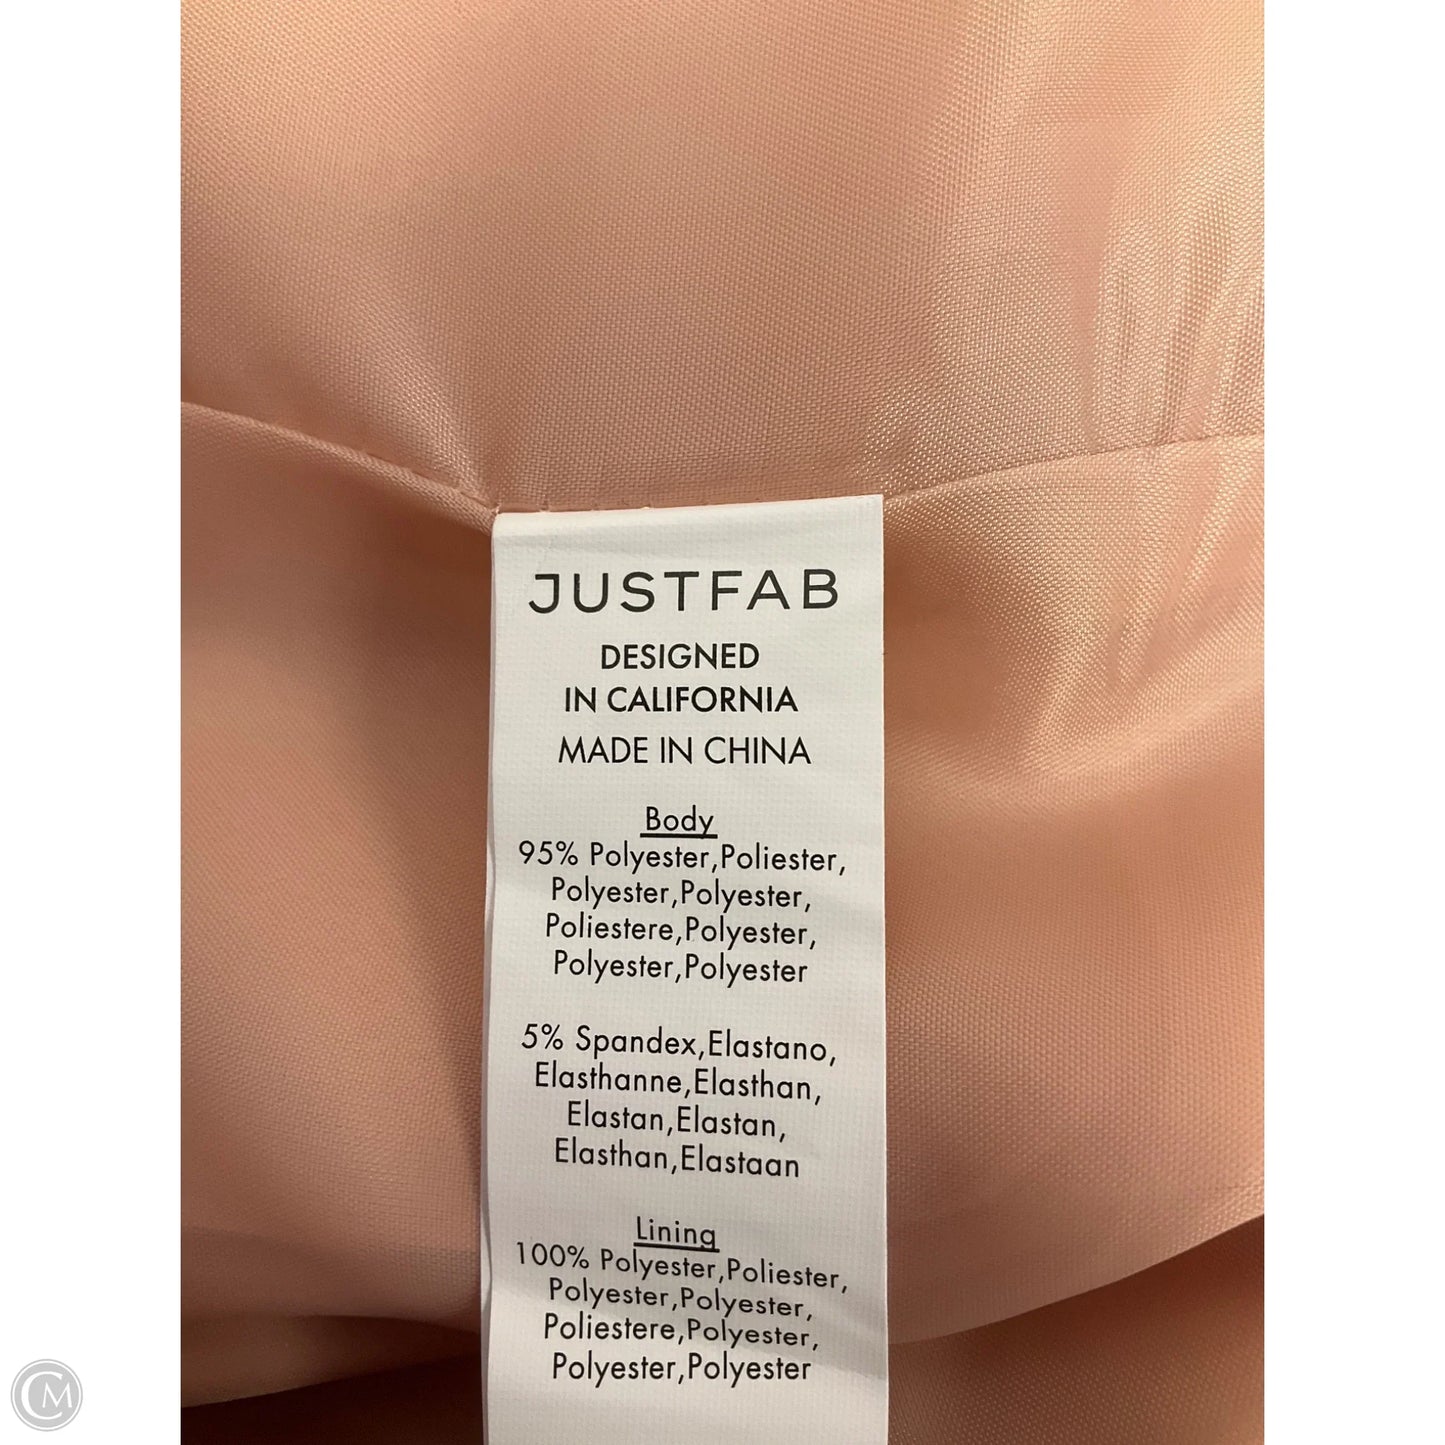 JUSTFAB
DESIGNED
IN CALIFORNIA
MADE IN CHINA
Body
95% Polyester,Poliester,
Polyester,Polyester,
Poliestere,Polyester,
Polyester,Polyester
5% Spandex,Elastano,
Elasthanne,Elasthan,
Elastan,Elastan,
Elasthan,Elastaan
Lining
100% Polyester,Poliester,
Polyester,Polyester,
Poliestere,Polyester,
Polyester,Polyester
CM